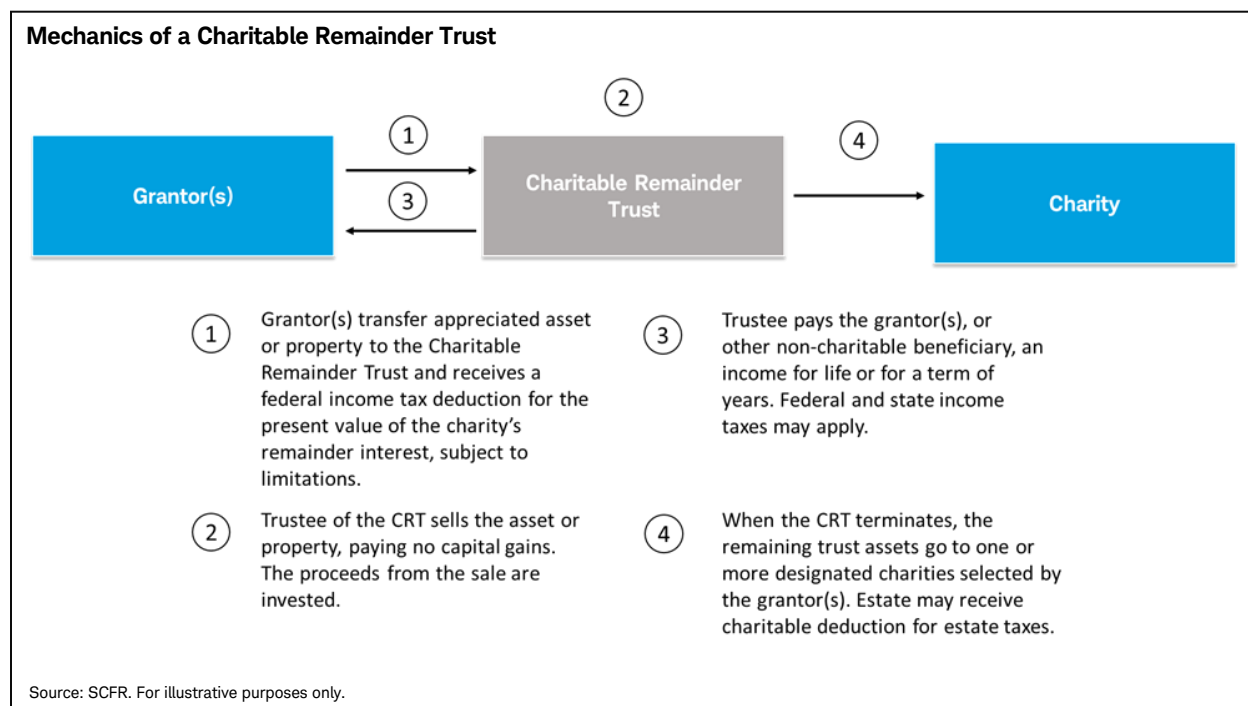 Mechanics of a Charitable Remainder Trust
2
1
4
Grantor(s)
Charitable Remainder
Trust
Charity
3
1
Grantor(s) transfer appreciated asset
or property to the Charitable
Remainder Trust and receives a
federal income tax deduction for the
present value of the charity’s
remainder interest, subject to
limitations.
2
Trustee of the CRT sells the asset or
property, paying no capital gains.
The proceeds from the sale are
invested.
3
Trustee pays the grantor(s), or
other non-charitable beneficiary, an
income for life or for a term of
years. Federal and state income
taxes may apply.
4
When the CRT terminates, the
remaining trust assets go to one or
more designated charities selected by
the grantor(s). Estate may receive
charitable deduction for estate taxes.
Source: SCFR. For illustrative purposes only.